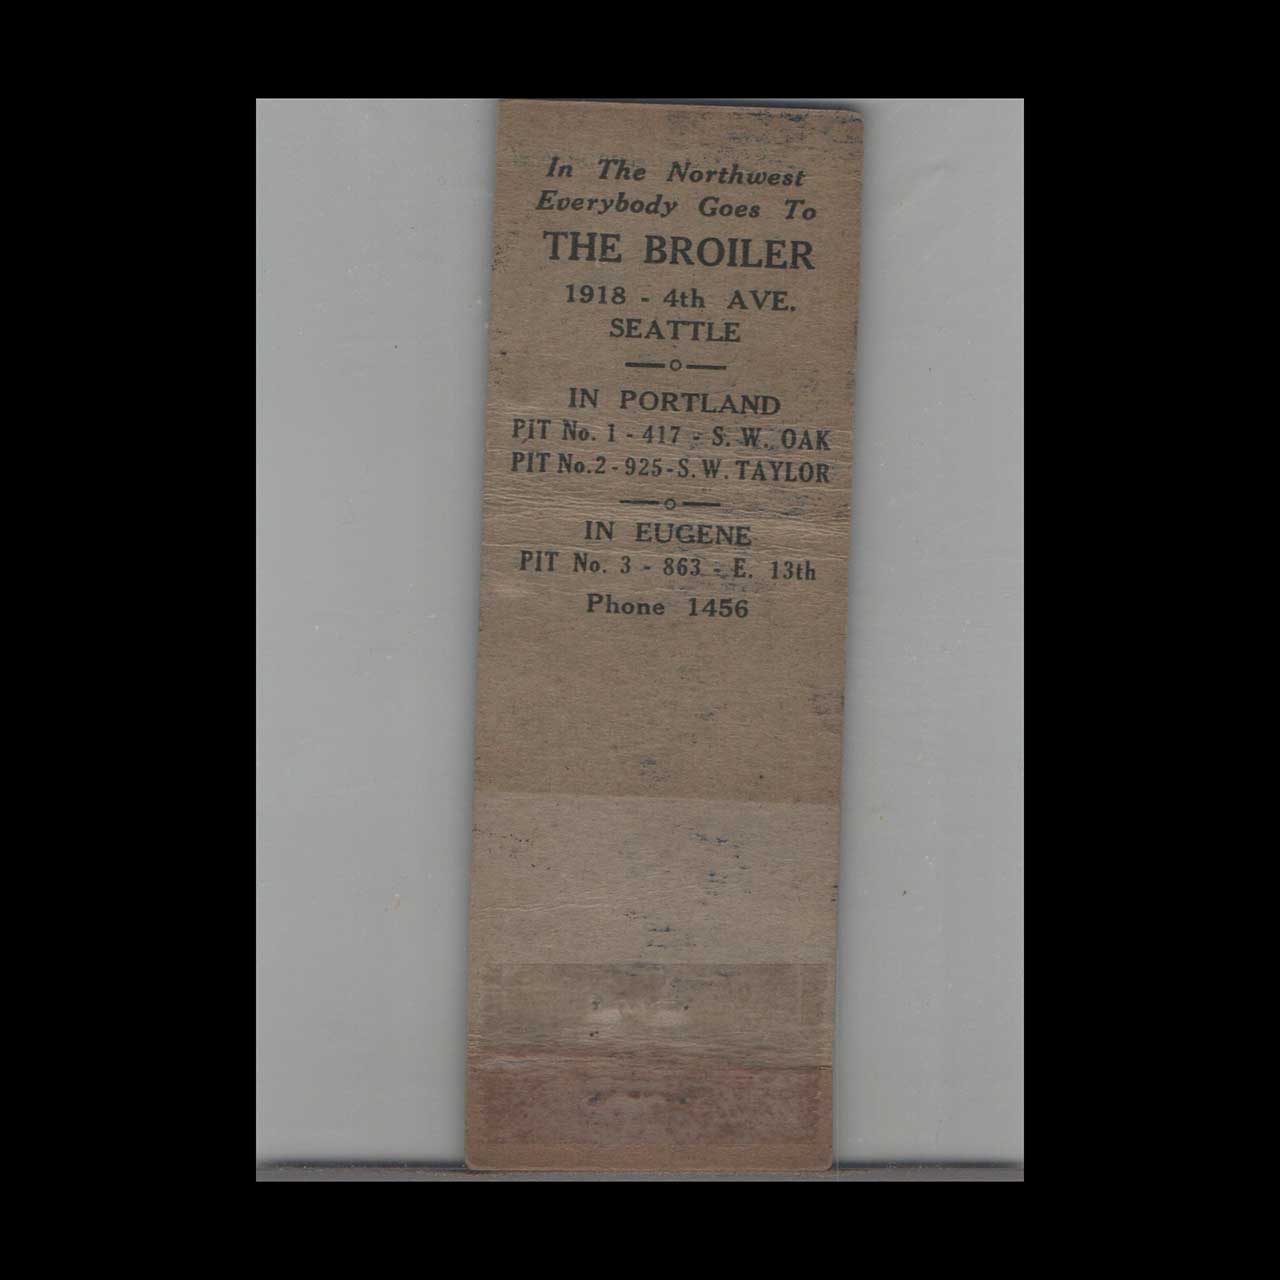 In The Northwest
Everybody Goes To
THE BROILER
1918 - 4th AVE.
SEATTLE
IN PORTLAND
PIT No. 1 - 417 - S. W. OAK
PIT No. 2 - 925 - S. W. TAYLOR
IN EUGENE
PIT No. 3 - 863 - E. 13th
Phone 1456